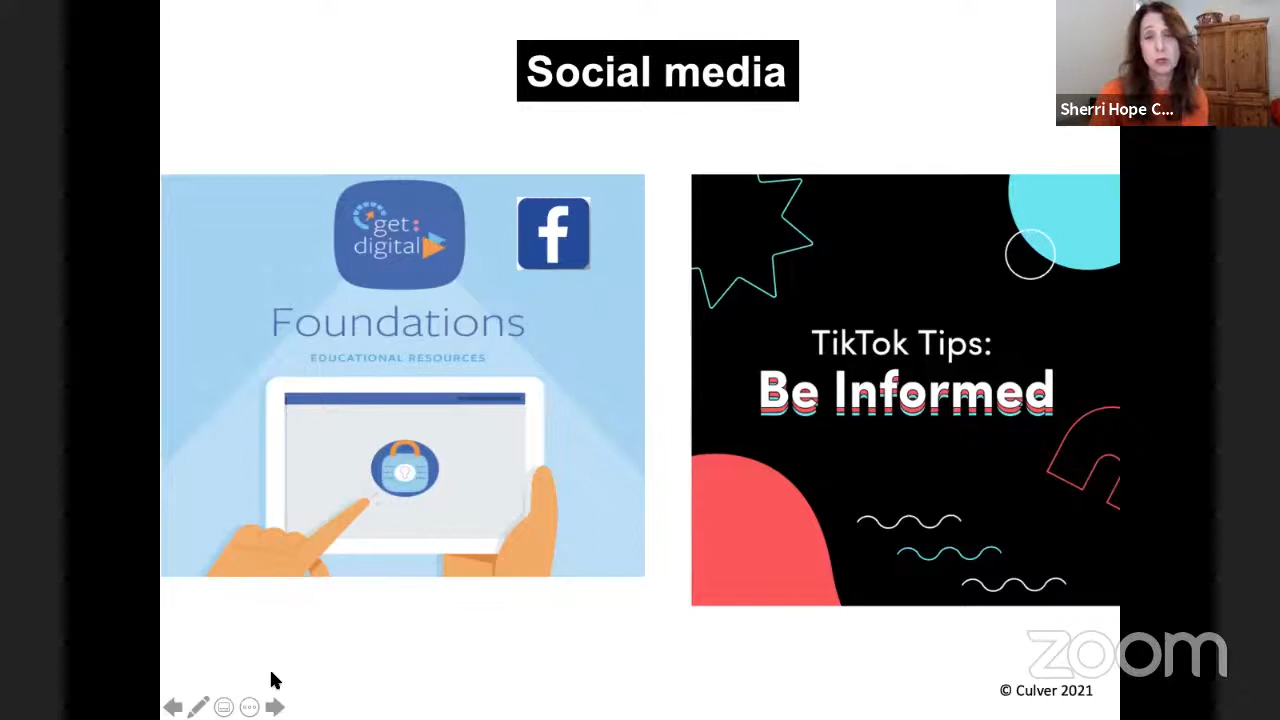 Social media
Sherri Hope C...
get:
digital
f
Foundations
EDUCATIONAL RESOURCES
TikTok Tips:
Be Informed
zoom
© Culver 2021